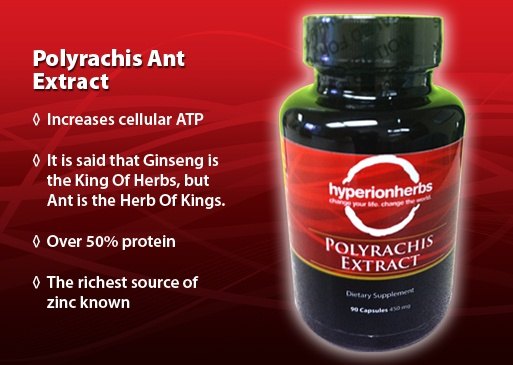 Polyrachis Ant
Extract
◊ Increases cellular ATP
◊ It is said that Ginseng is
the King Of Herbs, but
Ant is the Herb Of Kings.
◊ Over 50% protein
◊ The richest source of
zinc known
hyperionherbs
change your life. change the world.
POLYRACHIS
EXTRACT
Dietary Supplement
90 Capsules 450 mg